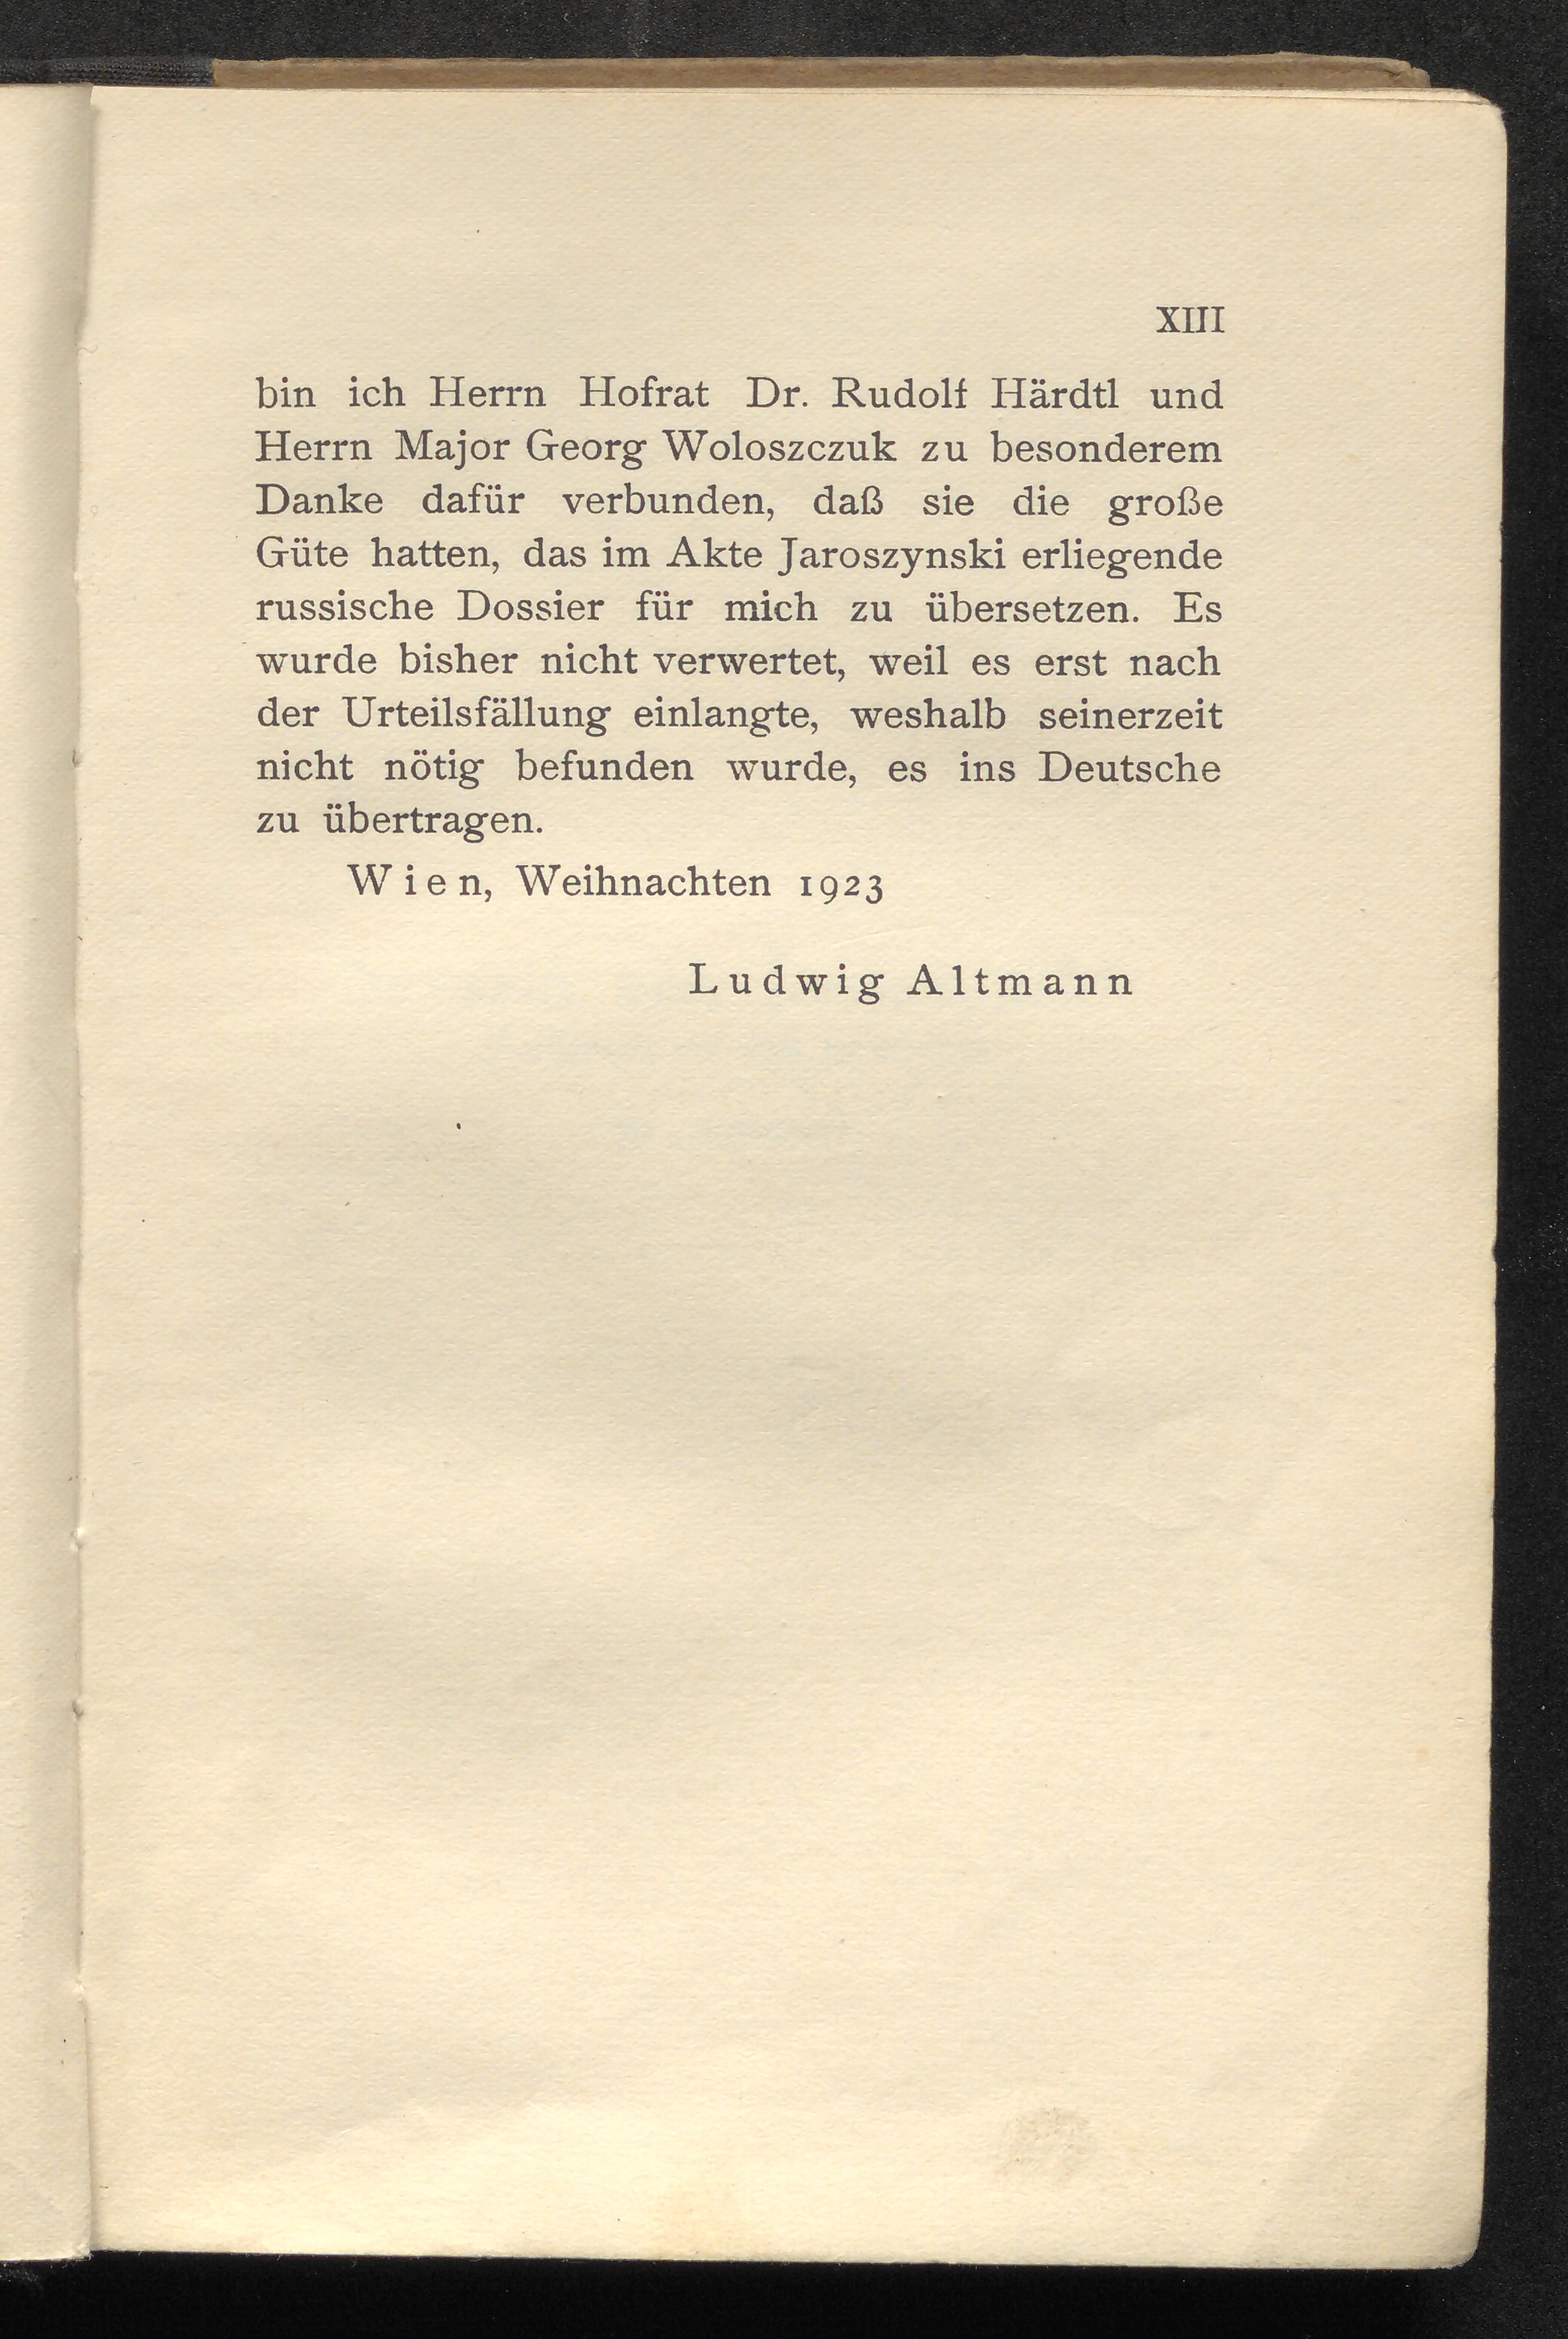 XIII
bin ich Herrn Hofrat Dr. Rudolf Härdtl und
Herrn Major Georg Woloszczuk zu besonderem
Danke dafür verbunden, daß sie die große
Güte hatten, das im Akte Jaroszynski erliegende
russische Dossier für mich zu übersetzen. Es
wurde bisher nicht verwertet, weil es erst nach
der Urteilsfällung einlangte, weshalb seinerzeit
nicht nötig befunden wurde, es ins Deutsche
zu übertragen.
Wien, Weihnachten 1923
Ludwig Altmann